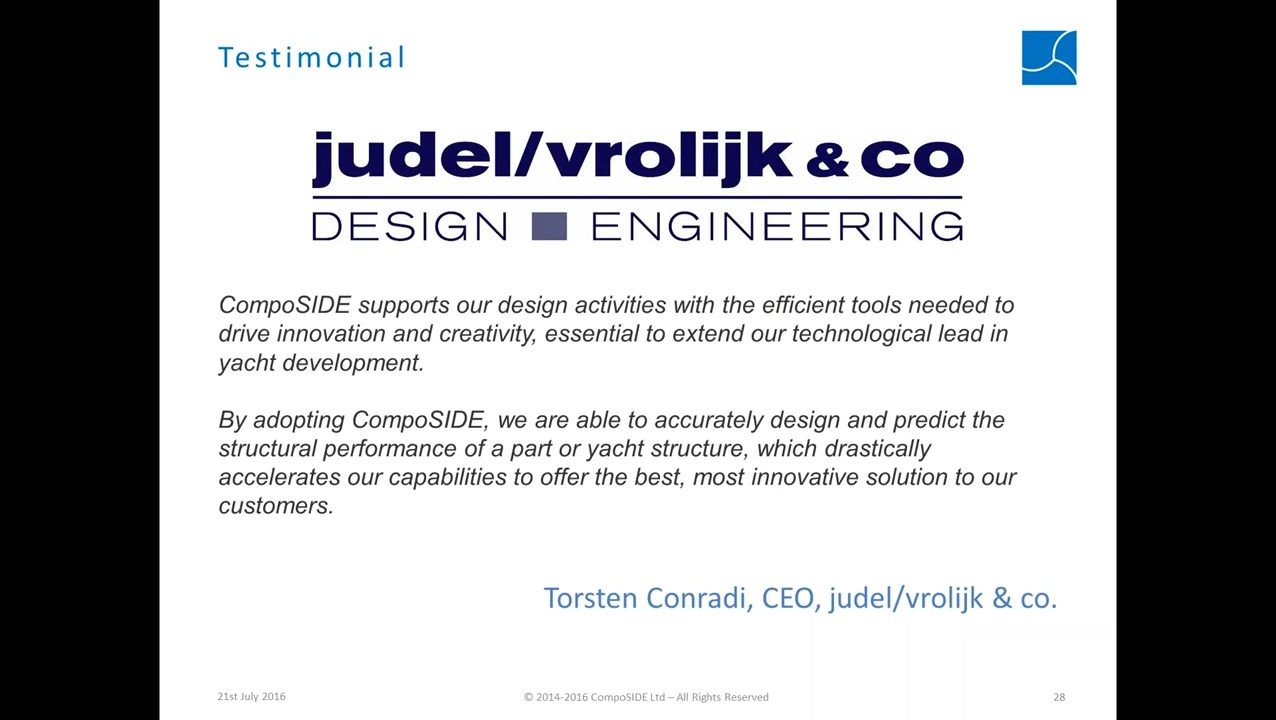 Testimonial
judel/vrolijk & co
DESIGN ENGINEERING
CompoSIDE supports our design activities with the efficient tools needed to
drive innovation and creativity, essential to extend our technological lead in
yacht development.
By adopting CompoSIDE, we are able to accurately design and predict the
structural performance of a part or yacht structure, which drastically
accelerates our capabilities to offer the best, most innovative solution to our
customers.
Torsten Conradi, CEO, judel/vrolijk & co.
21st July 2016
© 2014-2016 CompoSIDE Ltd – All Rights Reserved
28